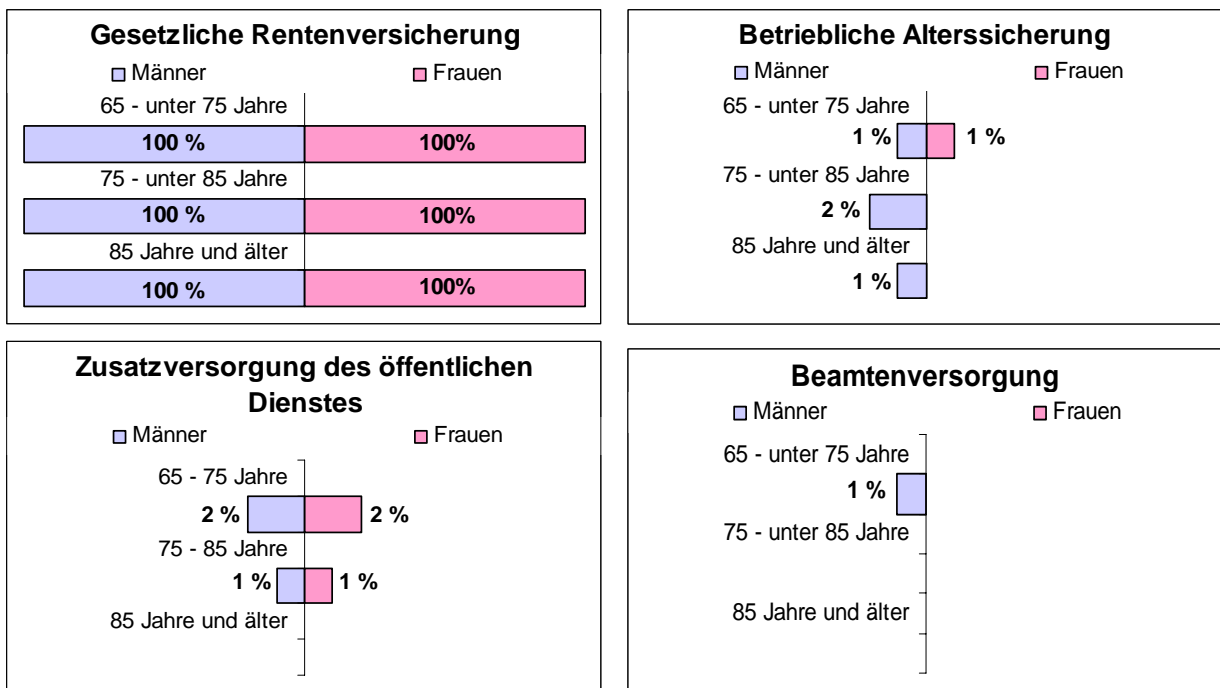 Gesetzliche Rentenversicherung
Männer Frauen
65 - unter 75 Jahre
100 % 100%
75 - unter 85 Jahre
100 % 100%
85 Jahre und älter
100 % 100%
Betriebliche Alterssicherung
Männer Frauen
65 - unter 75 Jahre
1 % 1 %
75 - unter 85 Jahre
2 %
85 Jahre und älter
1 %
Zusatzversorgung des öffentlichen
Dienstes
Männer Frauen
65 - 75 Jahre
2 % 2 %
75 - 85 Jahre
1 % 1 %
85 Jahre und älter
Beamtenversorgung
Männer Frauen
65 - unter 75 Jahre
1 %
75 - unter 85 Jahre
85 Jahre und älter